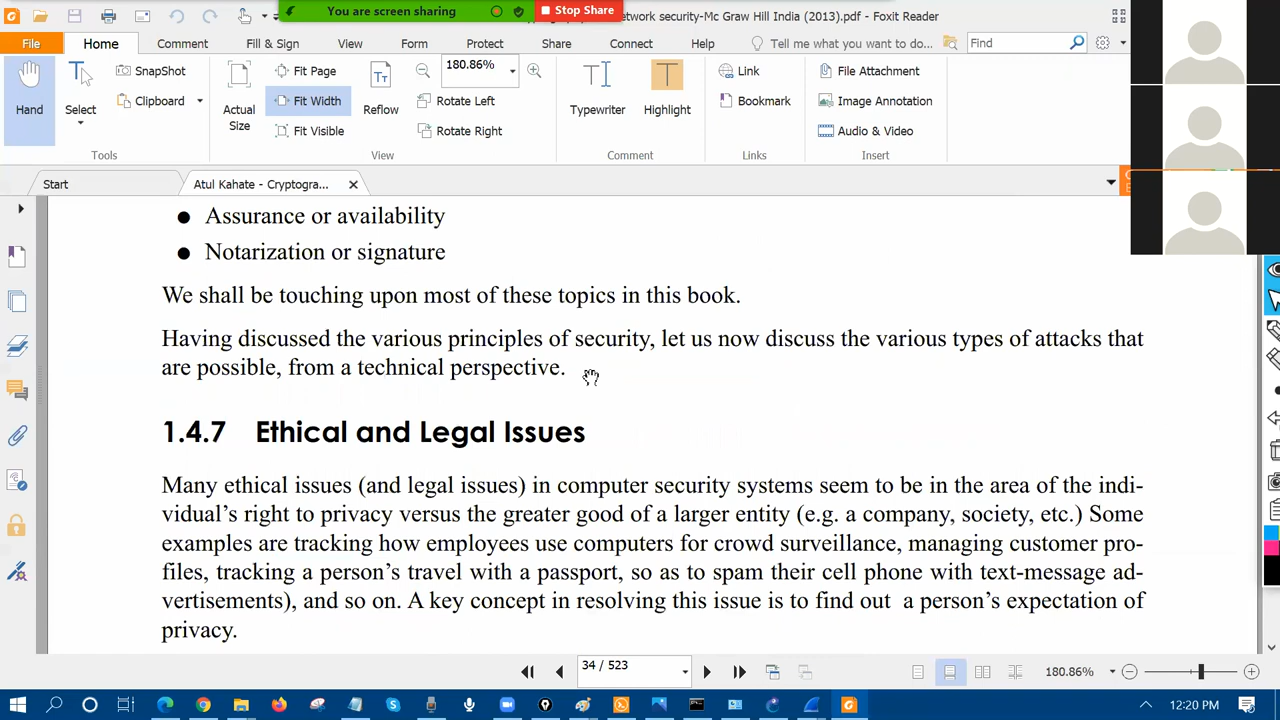 You are screen sharing
Stop Share
etwork security-Mc Graw Hill India (2013).pdf - Foxit Reader
File Home Comment Fill & Sign View Form Protect Share Connect Help Tell me what you want to do... Find
SnapShot Fit Page 180.86% Link File Attachment
Clipboard Fit Width Rotate Left Bookmark Image Annotation
Hand Select Actual Size Reflow Typewriter Highlight
Fit Visible Rotate Right Audio & Video
Tools View Comment Links Insert
Start Atul Kahate - Cryptogra...
● Assurance or availability
● Notarization or signature
We shall be touching upon most of these topics in this book.
Having discussed the various principles of security, let us now discuss the various types of attacks that
are possible, from a technical perspective.
1.4.7 Ethical and Legal Issues
Many ethical issues (and legal issues) in computer security systems seem to be in the area of the indi-
vidual's right to privacy versus the greater good of a larger entity (e.g. a company, society, etc.) Some
examples are tracking how employees use computers for crowd surveillance, managing customer pro-
files, tracking a person's travel with a passport, so as to spam their cell phone with text-message ad-
vertisements), and so on. A key concept in resolving this issue is to find out a person's expectation of
privacy.
34 / 523 180.86%
12:20 PM